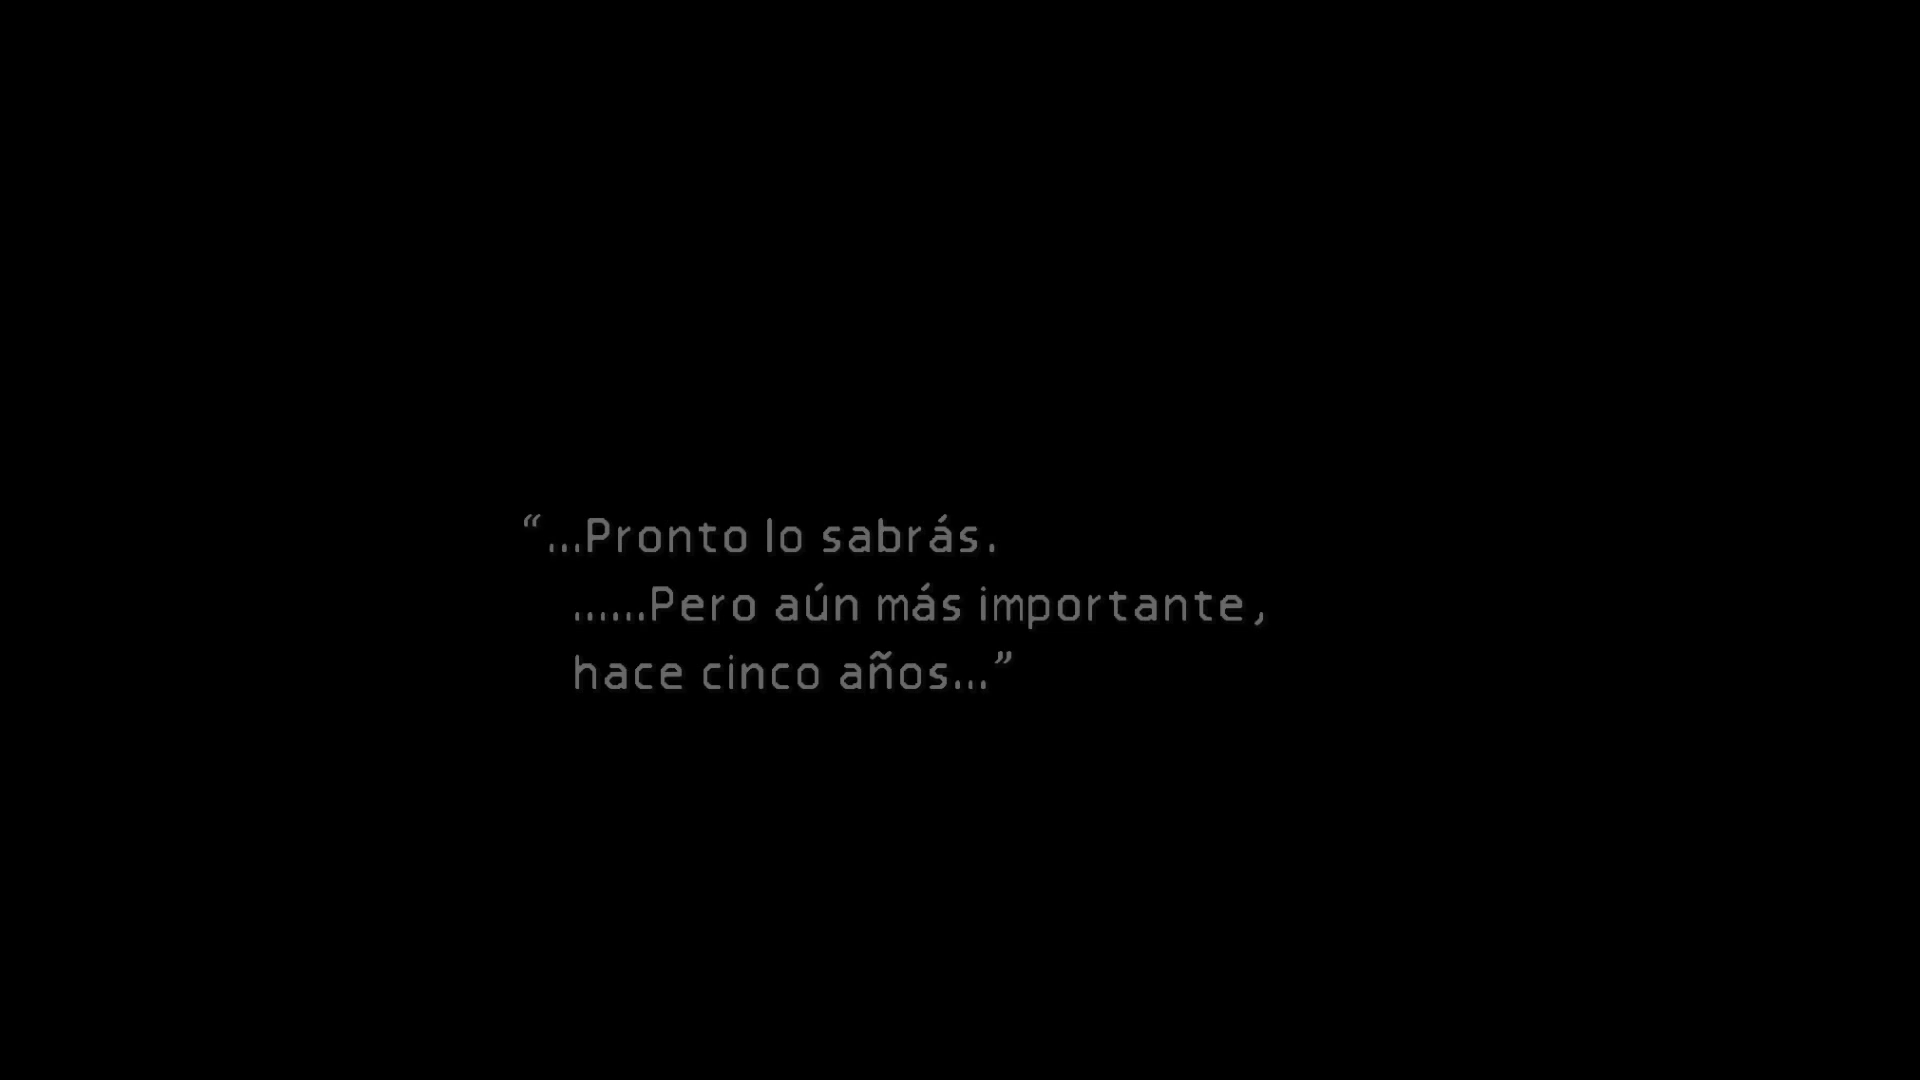 “...Pronto lo sabrás.
......Pero aún más importante,
hace cinco años...”